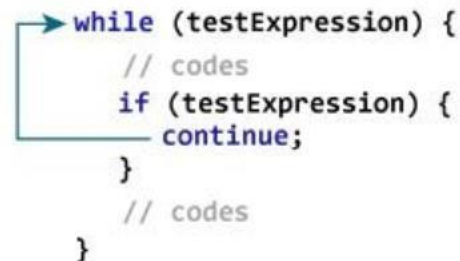 while (testExpression) {
// codes
if (testExpression) {
continue;
}
// codes
}